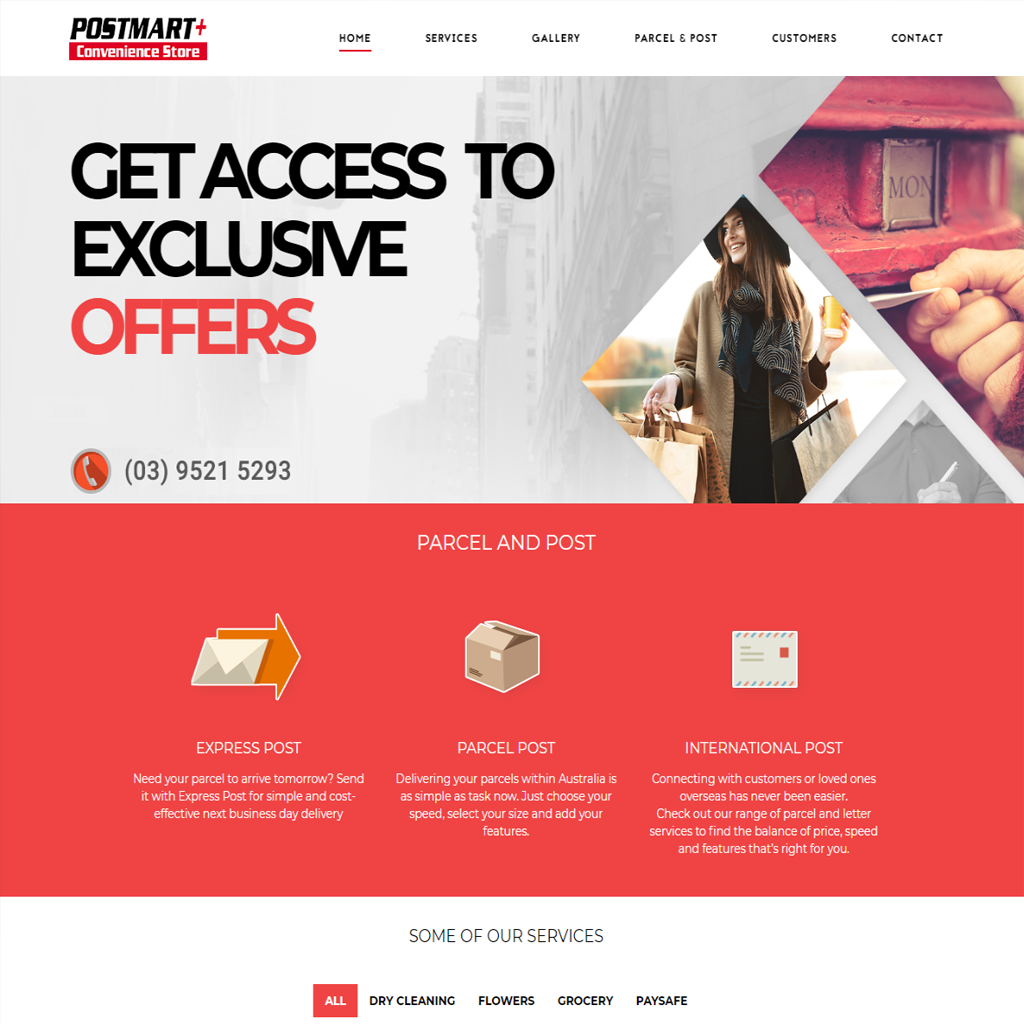 POSTMART+
Convenience Store
HOME
SERVICES
GALLERY
PARCEL & POST
CUSTOMERS
CONTACT
GET ACCESS TO
EXCLUSIVE
OFFERS
MON
(03) 9521 5293
PARCEL AND POST
EXPRESS POST
Need your parcel to arrive tomorrow? Send
it with Express Post for simple and cost-
effective next business day delivery
PARCEL POST
Delivering your parcels within Australia is
as simple as task now. Just choose your
speed, select your size and add your
features.
INTERNATIONAL POST
Connecting with customers or loved ones
overseas has never been easier.
Check out our range of parcel and letter
services to find the balance of price, speed
and features that's right for you.
SOME OF OUR SERVICES
ALL
DRY CLEANING
FLOWERS
GROCERY
PAYSAFE